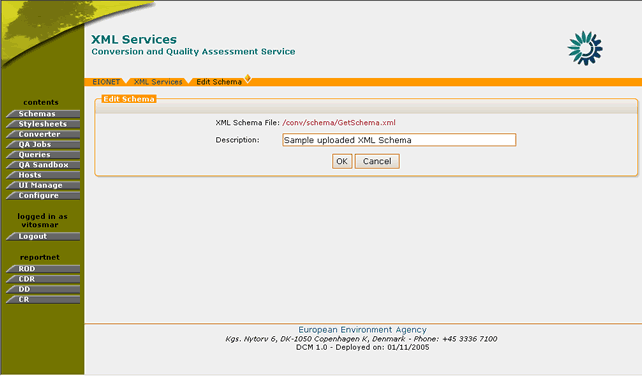 XML Services
Conversion and Quality Assessment Service
EIONET XML Services Edit Schema
contents
Schemas
Stylesheets
Converter
QA Jobs
Queries
QA Sandbox
Hosts
UI Manage
Configure
logged in as
vitosmar
Logout
reportnet
ROD
CDR
DD
CR
Edit Schema
XML Schema File: /conv/schema/GetSchema.xml
Description: Sample uploaded XML Schema
OK Cancel
European Environment Agency
Kgs. Nytorv 6, DK-1050 Copenhagen K, Denmark - Phone: +45 3336 7100
DCM 1.0 - Deployed on: 01/11/2005